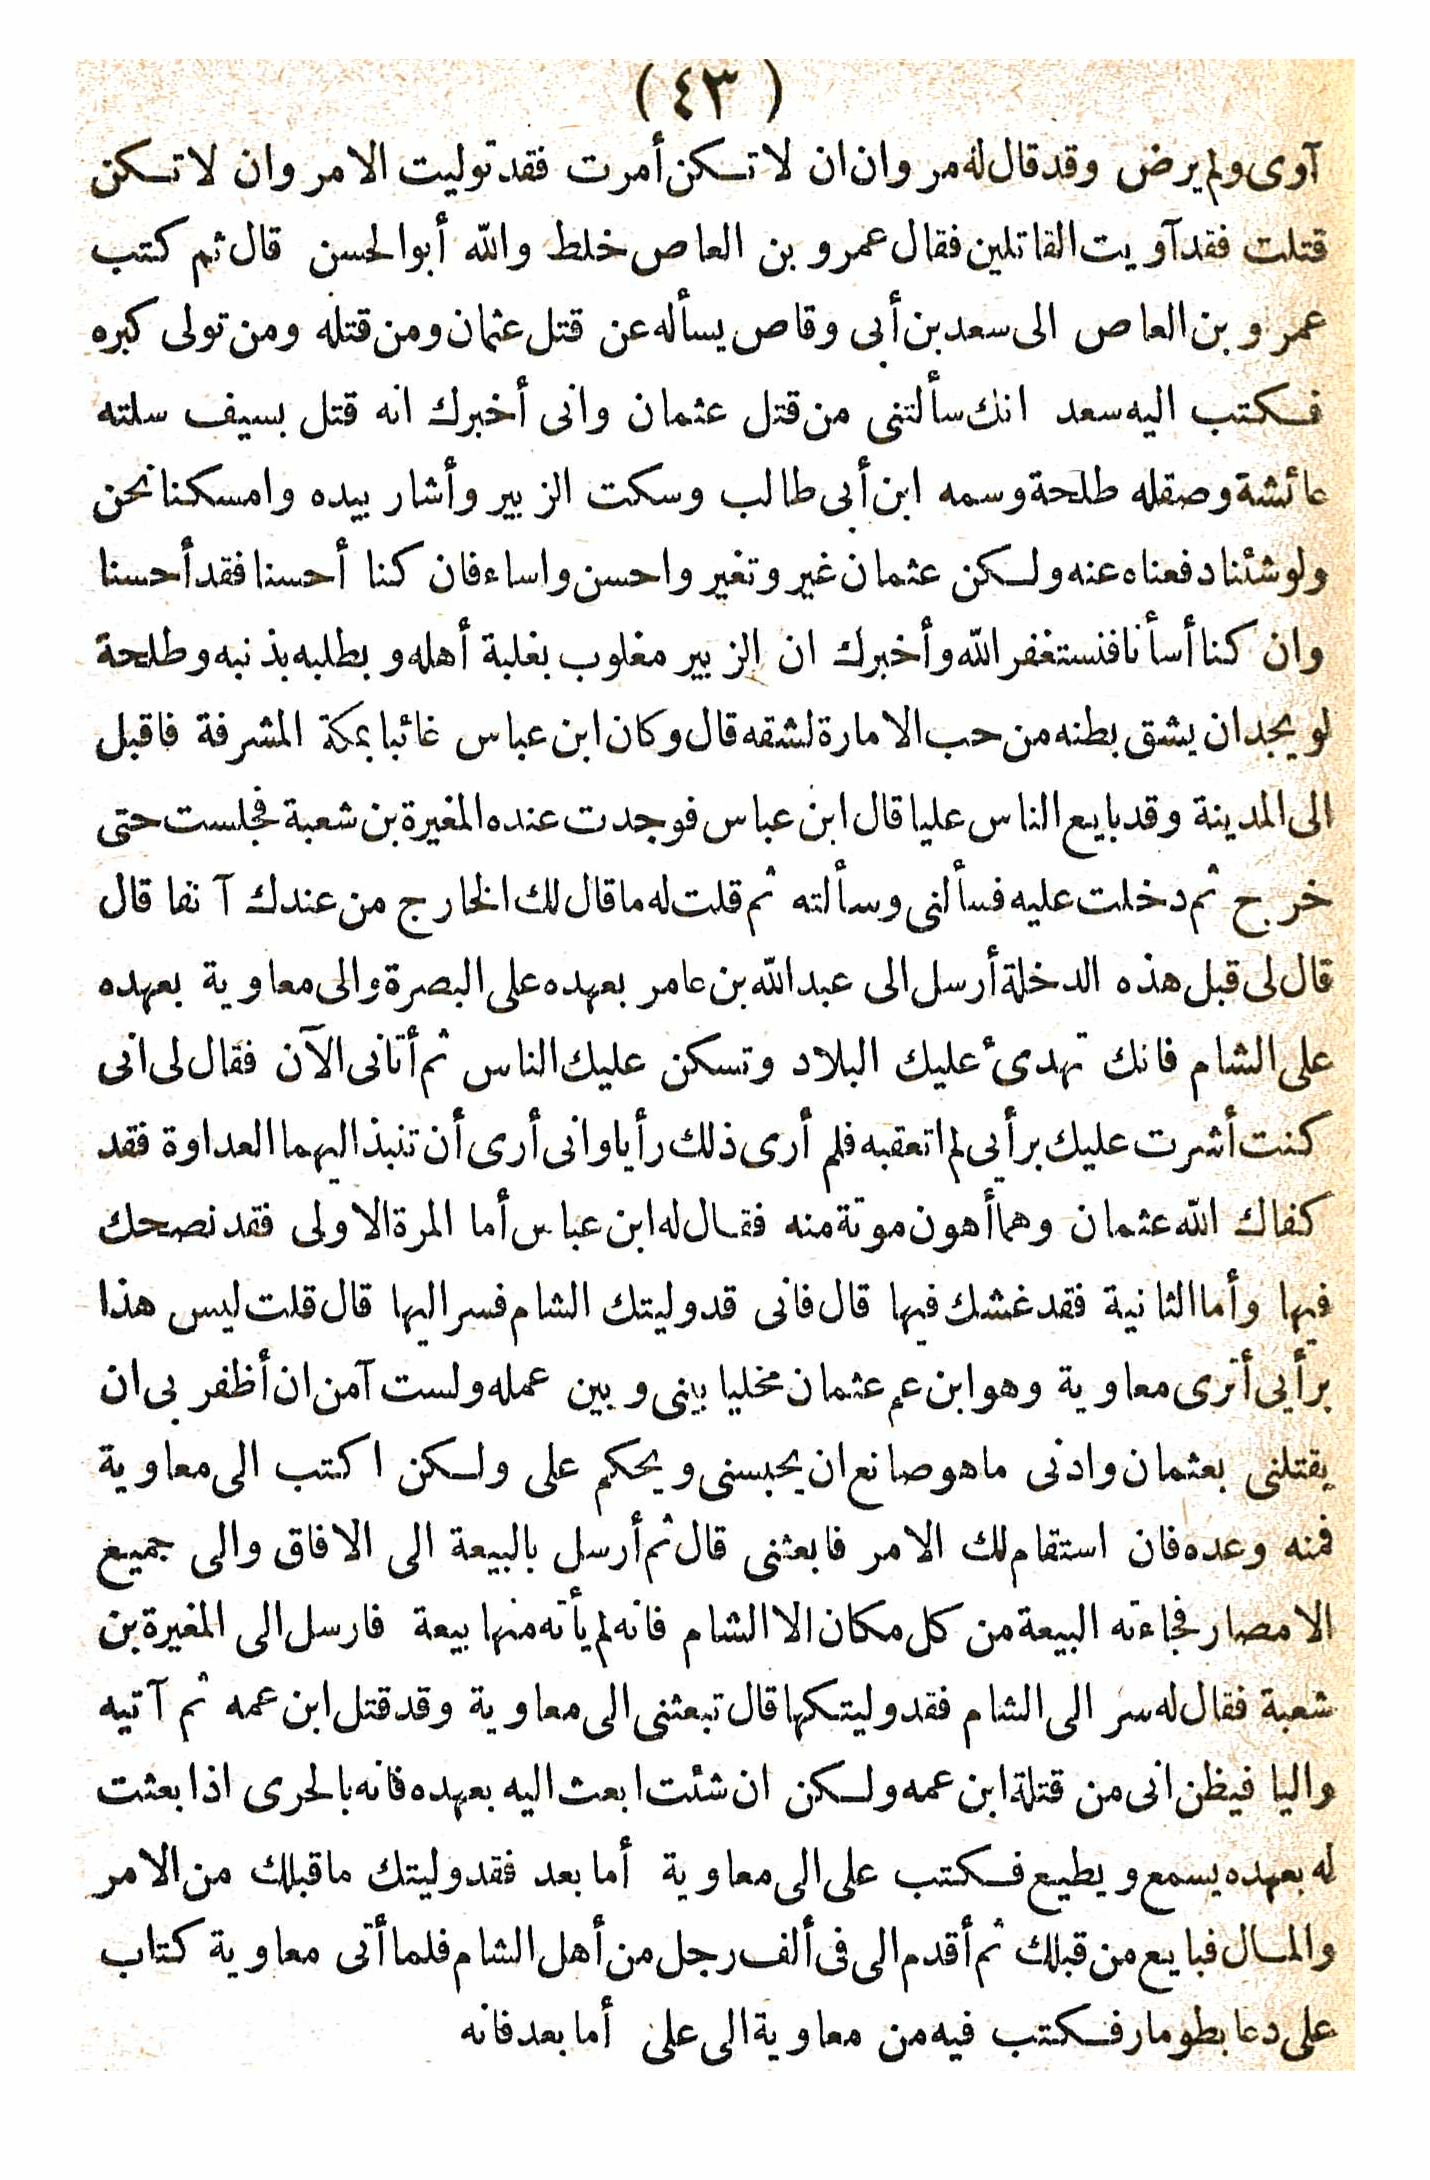 (٤٣)
آوى ولم يرض وقد قال له مروان ان لا تكن أمرت فقد توليت الامر وان لا تكن
قتلت فقد آويت القاتلين فقال عمرو بن العاص خلط والله أبو الحسن قال ثم كتب
عمرو بن العاص الى سعد بن أبى وقاص يسأله عن قتل عثمان ومن قتله ومن تولى كبره
فكتب اليه سعد انك سألتنى من قتل عثمان وانى أخبرك انه قتل بسيف سلته
عائشة وصقله طلحة وسمه ابن أبى طالب وسكت الزبير وأشار بيده وامسكنا نحن
ولو شئنا دفعناه عنه ولكن عثمان غير وتغير واحسن واساء فان كنا أحسنا فقد أحسنا
وان كنا أسأنا فنستغفر الله وأخبرك ان الزبير مغلوب بغلبة أهله وبطلبه بذنبه وطلحة
لو يجد ان يشق بطنه من حب الامارة لشقه قال وكان ابن عباس غائبا بمكة المشرفة فاقبل
الى المدينة وقد بايع الناس عليا قال ابن عباس فوجدت عنده المغيرة بن شعبة فجلست حتى
خرج ثم دخلت عليه فسألنى وسألته ثم قلت له ما قال لك الخارج من عندك آنفا قال
قال لى قبل هذه الدخلة أرسل الى عبد الله بن عامر بعهده على البصرة والى معاوية بعهده
على الشام فانك تهدئ عليك البلاد وتسكن عليك الناس ثم أتانى الآن فقال لى انى
كنت أشرت عليك برأيى لم اتعقبه فلم أرى ذلك رأيا وانى أرى أن تنبذ اليهما العداوة فقد
كفاك الله عثمان وهما أهون موتة منه فقال له ابن عباس أما المرة الاولى فقد نصحك
فيها وأما الثانية فقد غشك فيها قال فانى قد وليتك الشام فسر اليها قال قلت ليس هذا
برأيى أترى معاوية وهو ابن عم عثمان مخليا بينى وبين عمله ولست آمن ان أظفر بى ان
يقتلنى بعثمان وادنى ما هو صانع ان يحبسنى ويحكم على ولكن اكتب الى معاوية
فمنه وعده فان استقام لك الامر فابعثنى قال ثم أرسل بالبيعة الى الافاق والى جميع
الامصار فجاءته البيعة من كل مكان الا الشام فانه لم يأته منها بيعة فارسل الى المغيرة بن
شعبة فقال له سر الى الشام فقد وليتكها قال تبعثنى الى معاوية وقد قتل ابن عمه ثم آتيه
واليا فيظن انى من قتلة ابن عمه ولكن ان شئت ابعث اليه بعهده فانه بالحرى اذا بعثت
له بعهده يسمع ويطيع فكتب على الى معاوية أما بعد فقد وليتك ما قبلك من الامر
والمال فبايع من قبلك ثم أقدم الى فى ألف رجل من أهل الشام فلما أتى معاوية كتاب
على دعا بطومار فكتب فيه من معاوية الى على أما بعد فانه